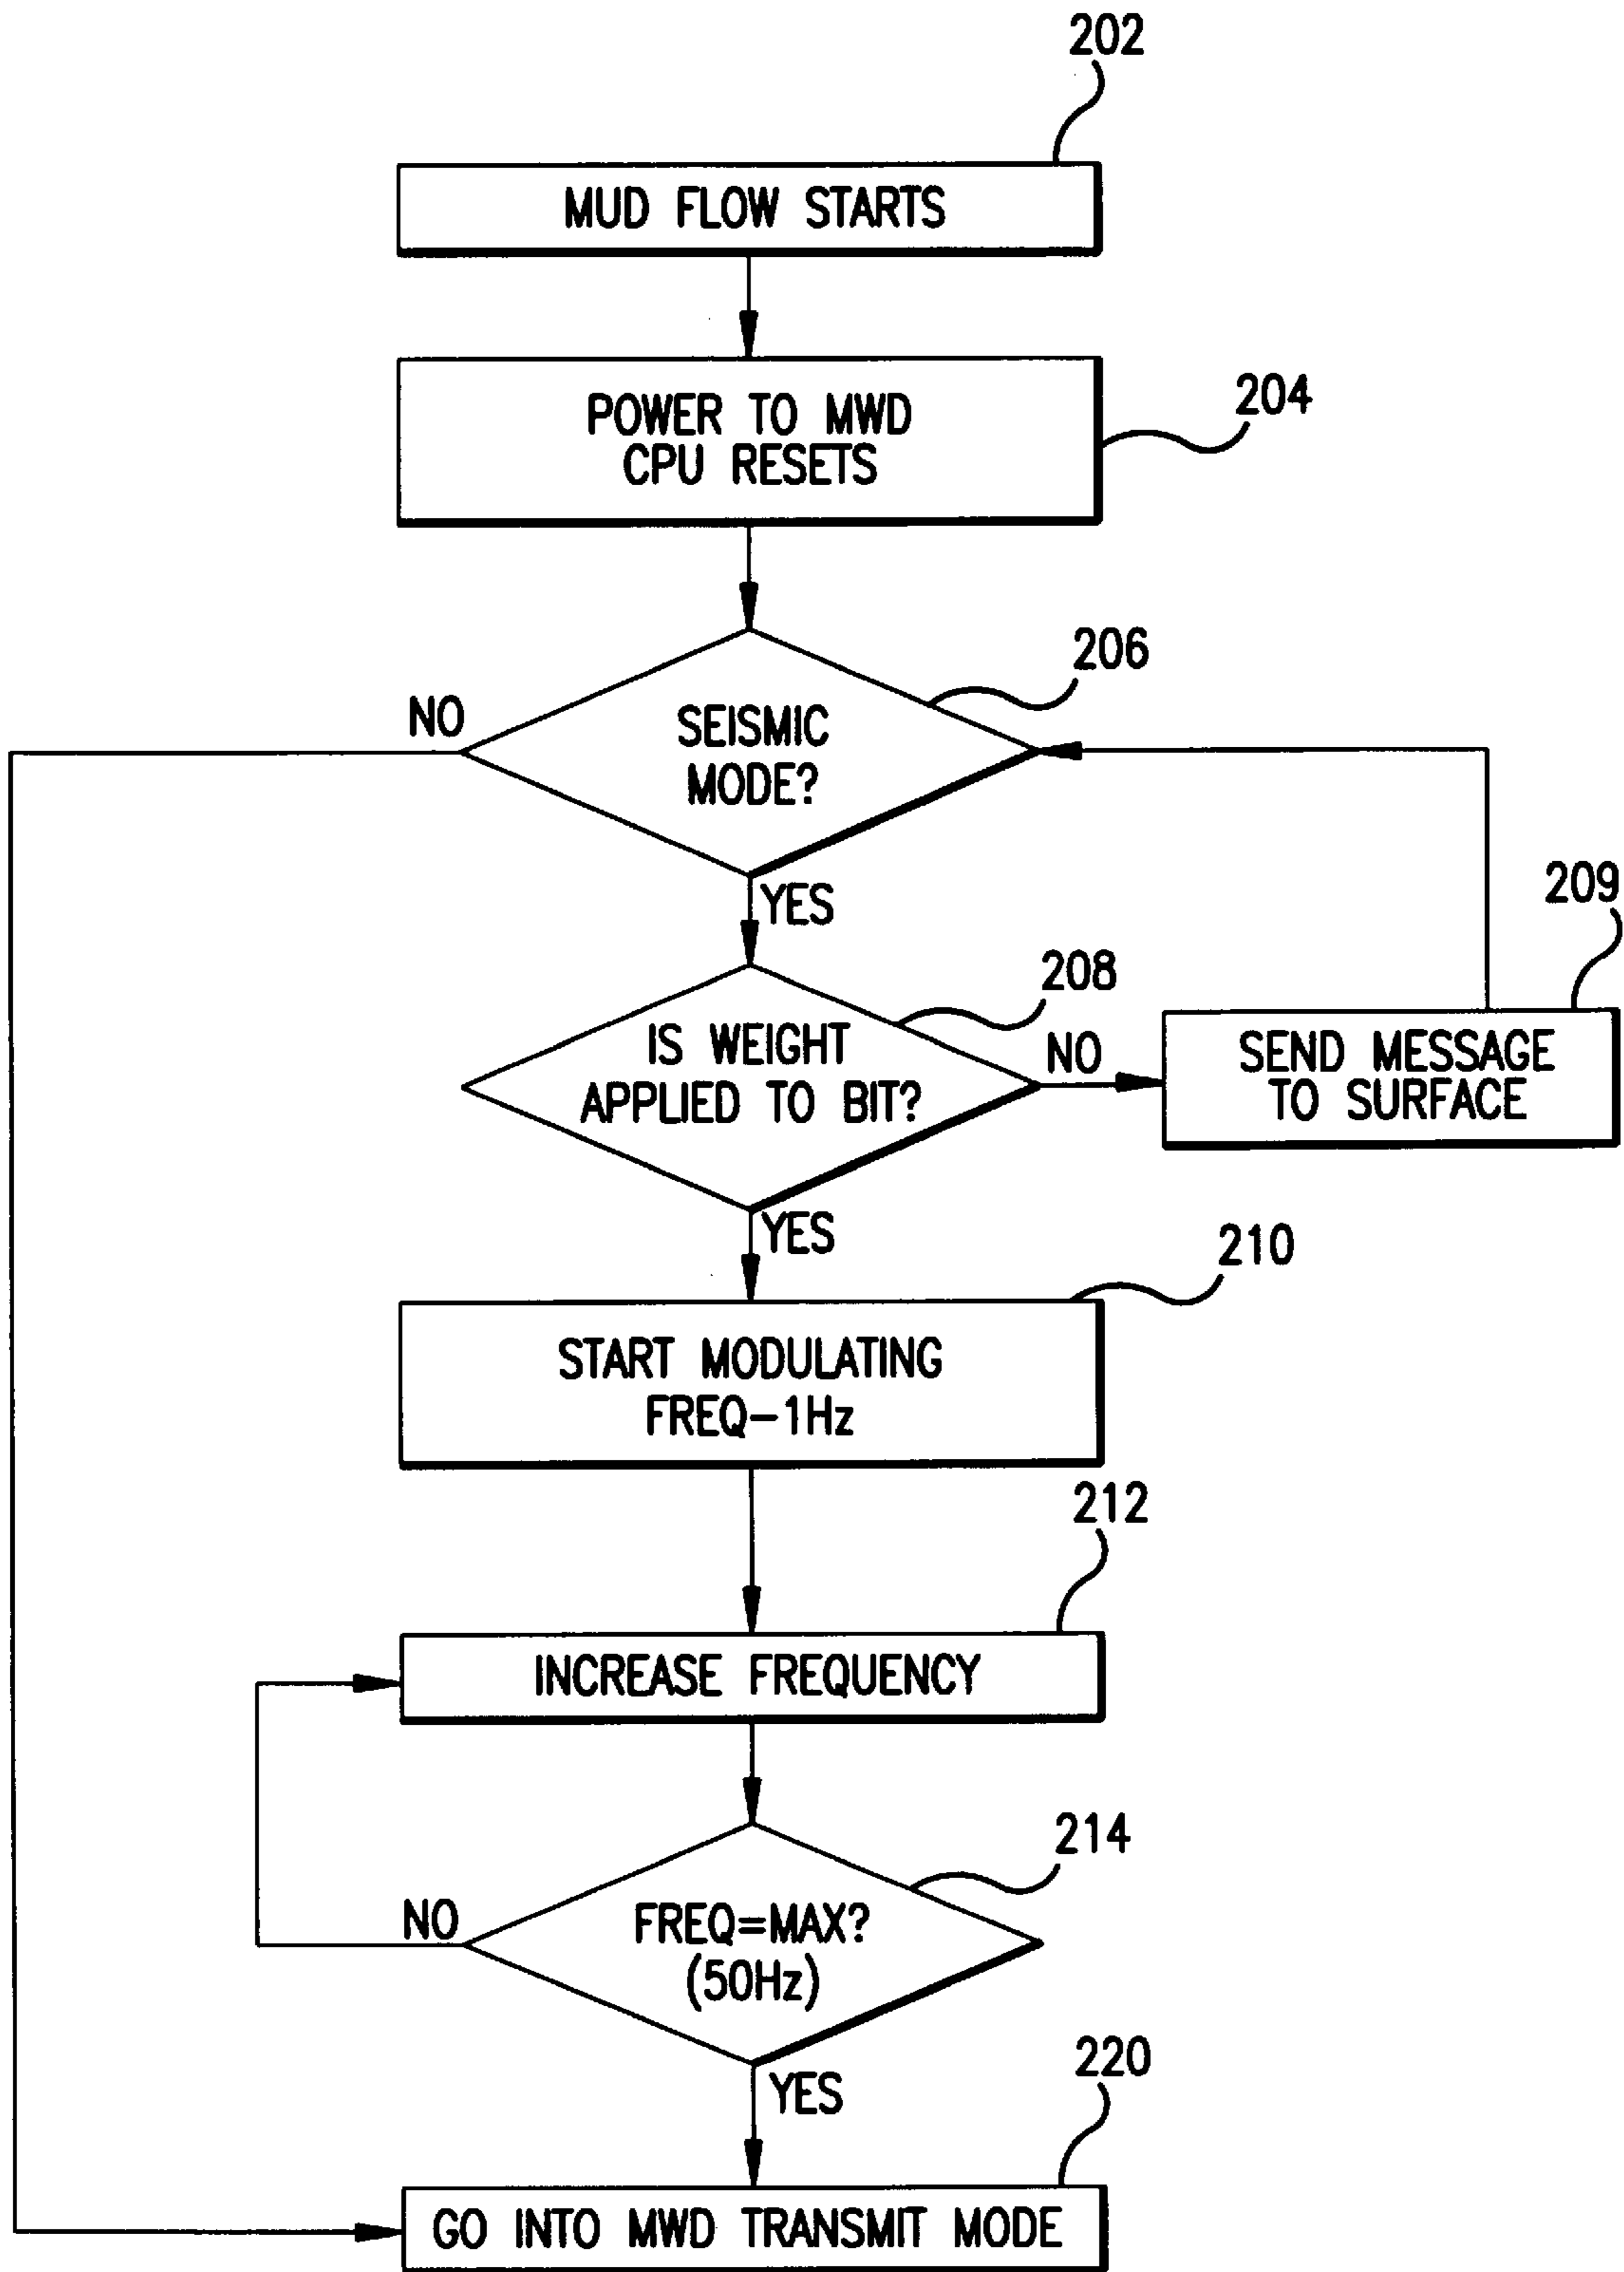 202
MUD FLOW STARTS
204
POWER TO MWD
CPU RESETS
206
NO
SEISMIC
MODE?
YES
209
208
IS WEIGHT
APPLIED TO BIT?
NO
SEND MESSAGE
TO SURFACE
YES
210
START MODULATING
FREQ-1Hz
212
INCREASE FREQUENCY
214
NO
FREQ=MAX?
(50Hz)
YES
220
GO INTO MWD TRANSMIT MODE